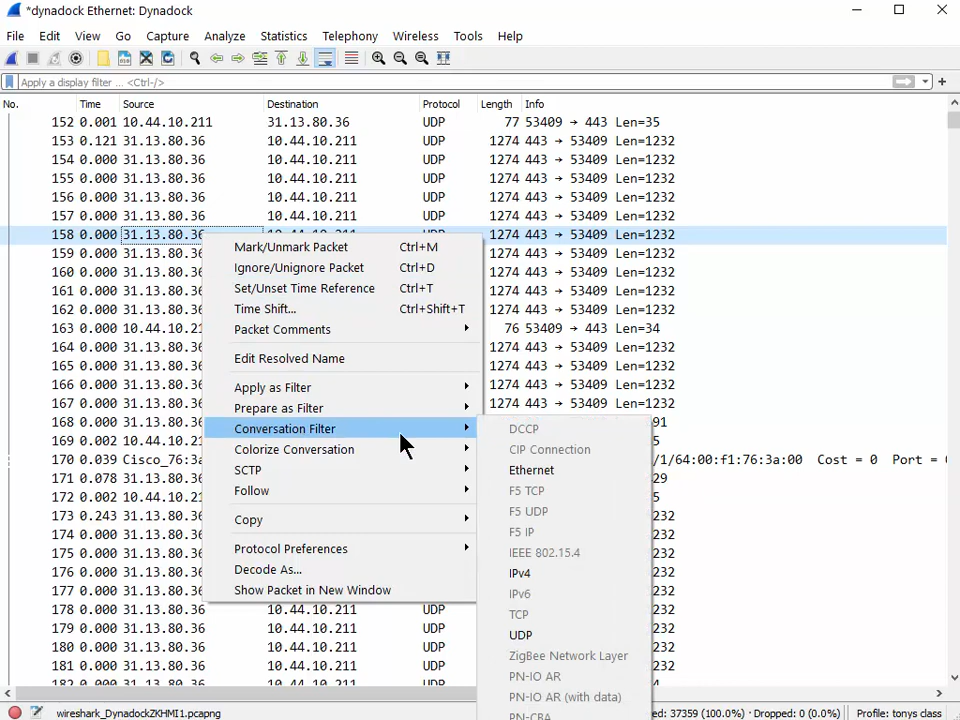 *dynadock Ethernet: Dynadock
File Edit View Go Capture Analyze Statistics Telephony Wireless Tools Help
Apply a display filter ... <Ctrl-/>
No. Time Source Destination Protocol Length Info
152 0.001 10.44.10.211 31.13.80.36 UDP 77 53409 → 443 Len=35
153 0.121 31.13.80.36 10.44.10.211 UDP 1274 443 → 53409 Len=1232
154 0.000 31.13.80.36 10.44.10.211 UDP 1274 443 → 53409 Len=1232
155 0.000 31.13.80.36 10.44.10.211 UDP 1274 443 → 53409 Len=1232
156 0.000 31.13.80.36 10.44.10.211 UDP 1274 443 → 53409 Len=1232
157 0.000 31.13.80.36 10.44.10.211 UDP 1274 443 → 53409 Len=1232
158 0.000 31.13.80.36 1274 443 → 53409 Len=1232
159 0.000 31.13.80.36 1274 443 → 53409 Len=1232
160 0.000 31.13.80.36 1274 443 → 53409 Len=1232
161 0.000 31.13.80.36 1274 443 → 53409 Len=1232
162 0.000 31.13.80.36 1274 443 → 53409 Len=1232
163 0.000 10.44.10.21 76 53409 → 443 Len=34
164 0.000 31.13.80.36 1274 443 → 53409 Len=1232
165 0.000 31.13.80.36 1274 443 → 53409 Len=1232
166 0.000 31.13.80.36 1274 443 → 53409 Len=1232
167 0.000 31.13.80.36 1274 443 → 53409 Len=1232
168 0.000 31.13.80.36 91
169 0.002 10.44.10.21 5
170 0.039 Cisco_76:3a /1/64:00:f1:76:3a:00 Cost = 0 Port =
171 0.078 31.13.80.36 29
172 0.002 10.44.10.21 5
173 0.243 31.13.80.36 232
174 0.000 31.13.80.36 232
175 0.000 31.13.80.36 232
176 0.000 31.13.80.36 232
177 0.000 31.13.80.36 232
178 0.000 31.13.80.36 10.44.10.211 UDP 232
179 0.000 31.13.80.36 10.44.10.211 UDP 232
180 0.000 31.13.80.36 10.44.10.211 UDP 232
181 0.000 31.13.80.36 10.44.10.211 UDP 232
Mark/Unmark Packet Ctrl+M
Ignore/Unignore Packet Ctrl+D
Set/Unset Time Reference Ctrl+T
Time Shift... Ctrl+Shift+T
Packet Comments
Edit Resolved Name
Apply as Filter
Prepare as Filter
Conversation Filter
Colorize Conversation
SCTP
Follow
Copy
Protocol Preferences
Decode As...
Show Packet in New Window
DCCP
CIP Connection
Ethernet
F5 TCP
F5 UDP
F5 IP
IEEE 802.15.4
IPv4
IPv6
TCP
UDP
ZigBee Network Layer
PN-IO AR
PN-IO AR (with data)
PN-CBA
wireshark_DynadockZKHMI1.pcapng
ed: 37359 (100.0%) · Dropped: 0 (0.0%) Profile: tonys class